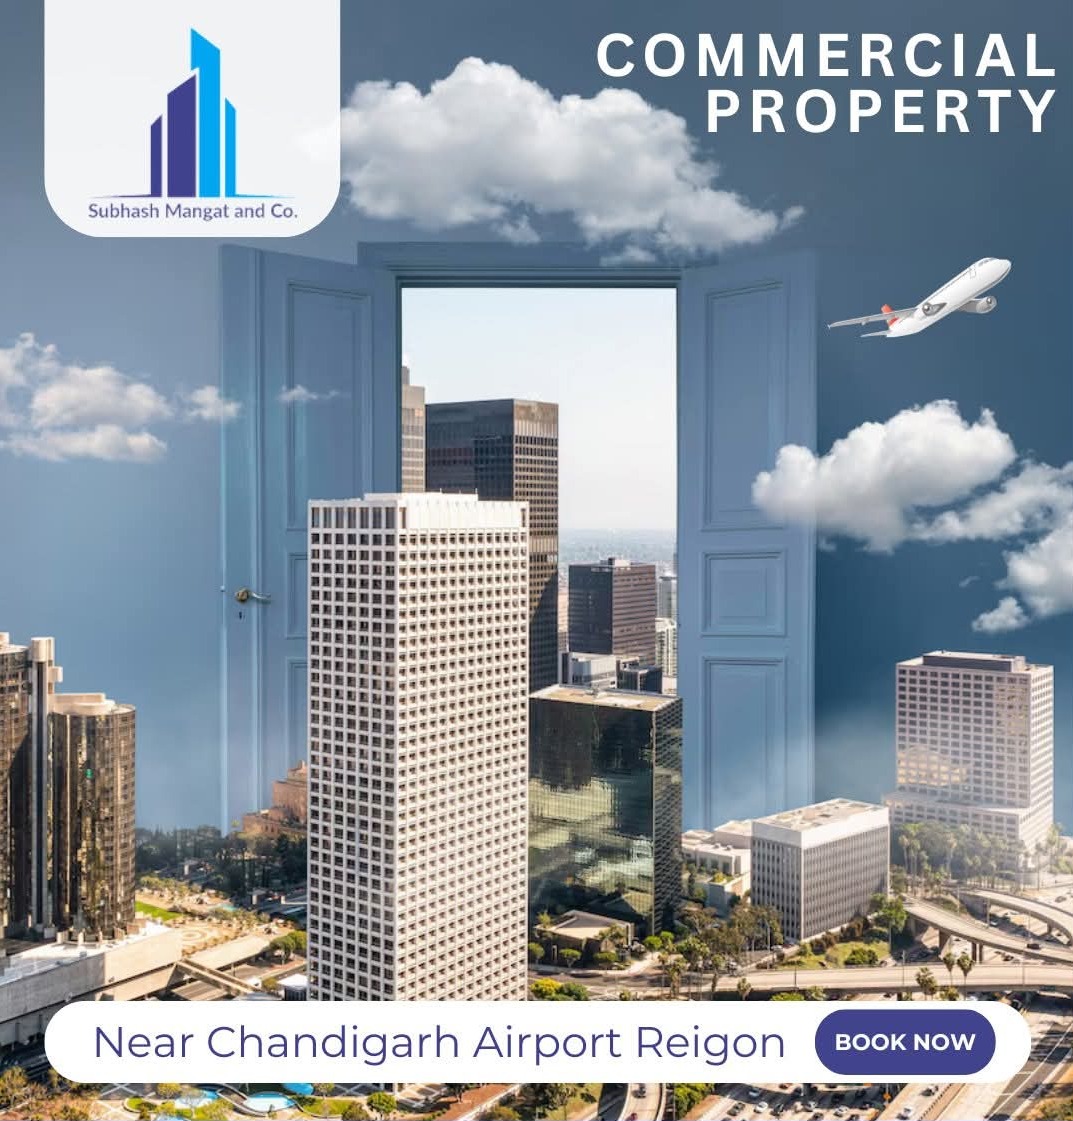 COMMERCIAL
PROPERTY
Subhash Mangat and Co.
Near Chandigarh Airport Reigon
BOOK NOW